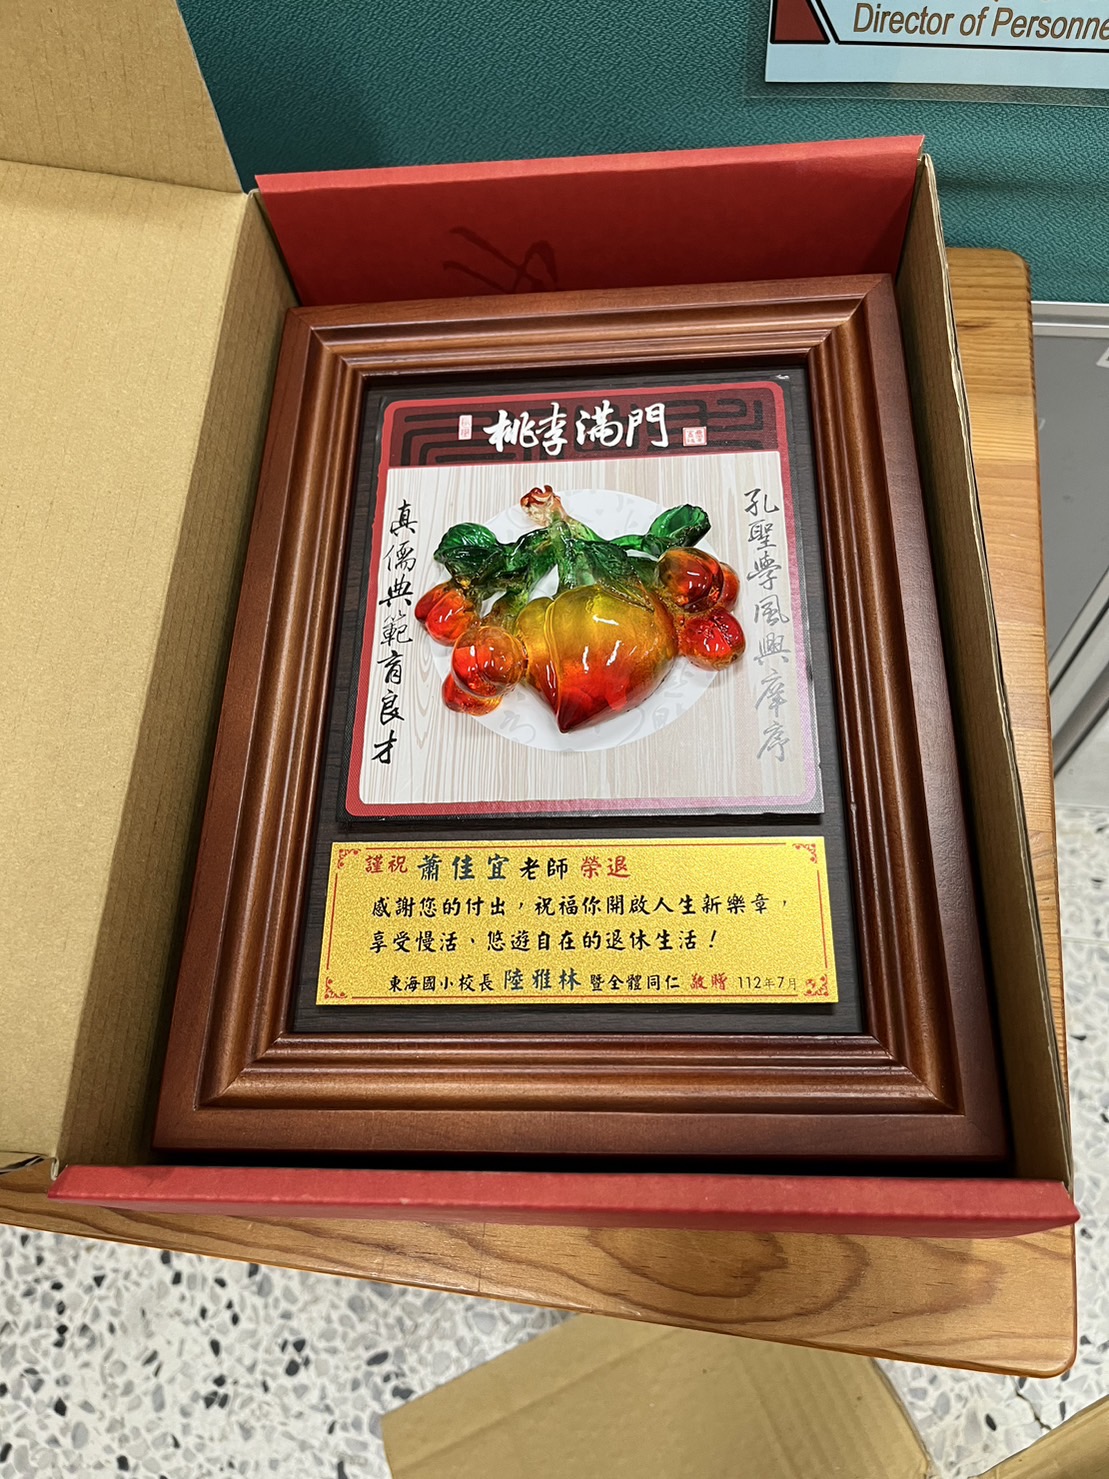 Director of Personne
桃李滿門
孔聖學風興庠序
真儒典範育良才
謹祝 蕭佳宜老師 榮退
感謝您的付出，祝福你開啟人生新樂章，
享受慢活、悠遊自在的退休生活！
東海國小校長 陸雅林 暨全體同仁 敬贈 112年7月